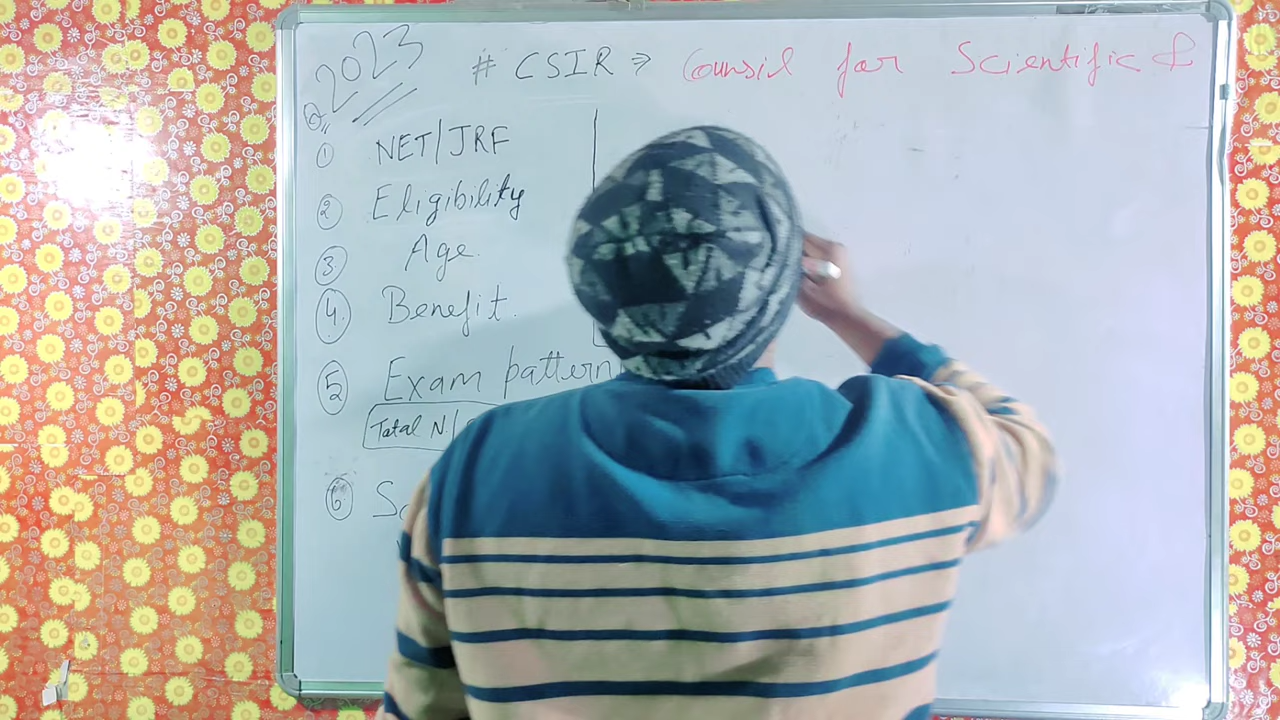 2023
# CSIR ⇒ Counsil for Scientific &
① NET/JRF
② Eligibility
③ Age.
④ Benefit.
⑤ Exam pattern
Total N/
⑥